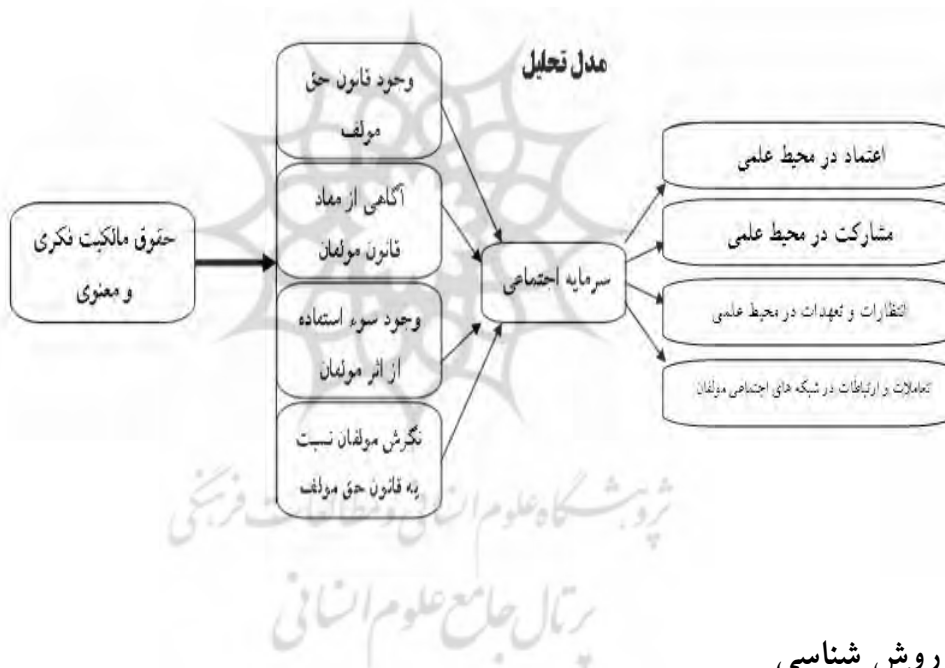 مدل تحلیل
وجود قانون حق
مولف
آگاهی از مفاد
قانون مولفان
وجود سوء استفاده
از اثر مولفان
نگرش مولفان نسبت
به قانون حق مولف
حقوق مالکیت فکری
و معنوی
سرمایه اجتماعی
اعتماد در محیط علمی
مشارکت در محیط علمی
انتظارات و تعهدات در محیط علمی
تعاملات و ارتباطات در شبکه های اجتماعی مولفان
پژوهشگاه علوم انسانی و مطالعات فرهنگی
پرتال جامع علوم انسانی
روش شناسی